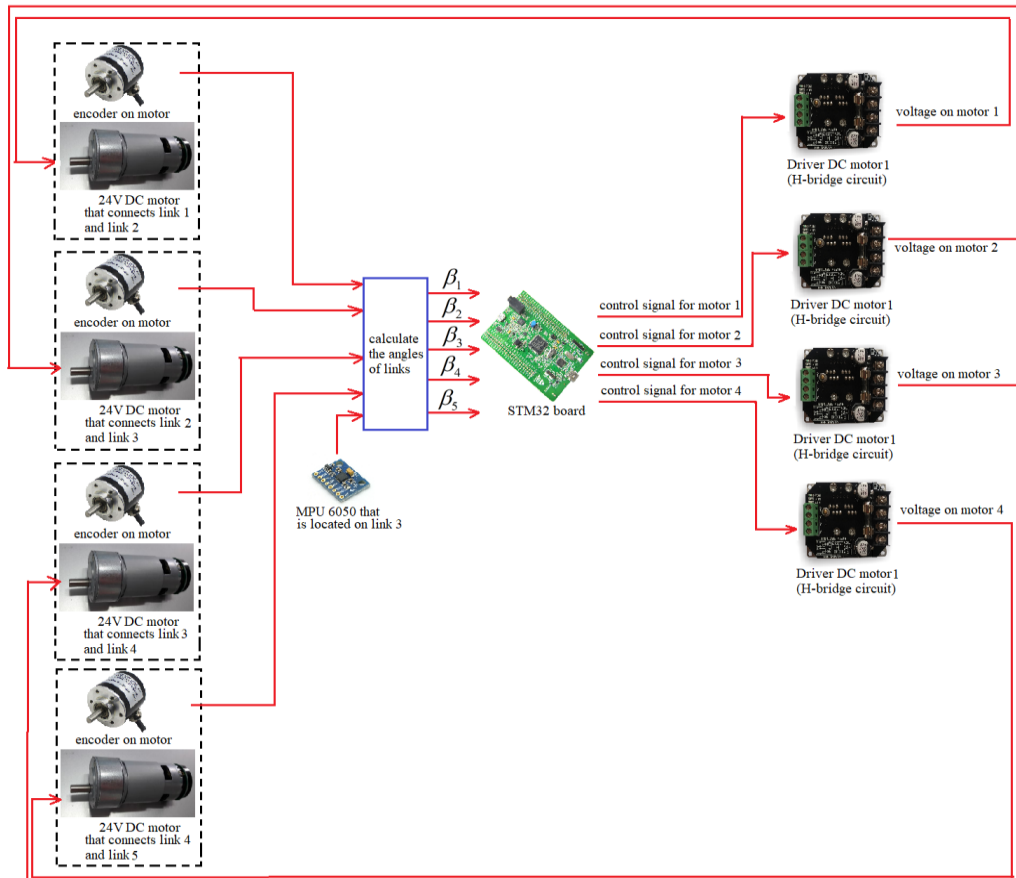 encoder on motor
24V DC motor
that connects link 1
and link 2
encoder on motor
24V DC motor
that connects link 2
and link 3
encoder on motor
24V DC motor
that connects link 3
and link 4
encoder on motor
24V DC motor
that connects link 4
and link5
calculate
the angles
of links
MPU 6050 that
is located on link 3
β₁
β₂
β₃
β₄
β₅
STM32 board
control signal for motor 1
control signal for motor 2
control signal for motor 3
control signal for motor 4
Driver DC motor1
(H-bridge circuit)
Driver DC motor1
(H-bridge circuit)
Driver DC motor1
(H-bridge circuit)
Driver DC motor1
(H-bridge circuit)
voltage on motor 1
voltage on motor 2
voltage on motor 3
voltage on motor 4